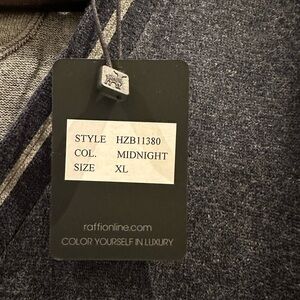 STYLE HZB11380
COL. MIDNIGHT
SIZE XL
raffionline.com
COLOR YOURSELF IN LUXURY